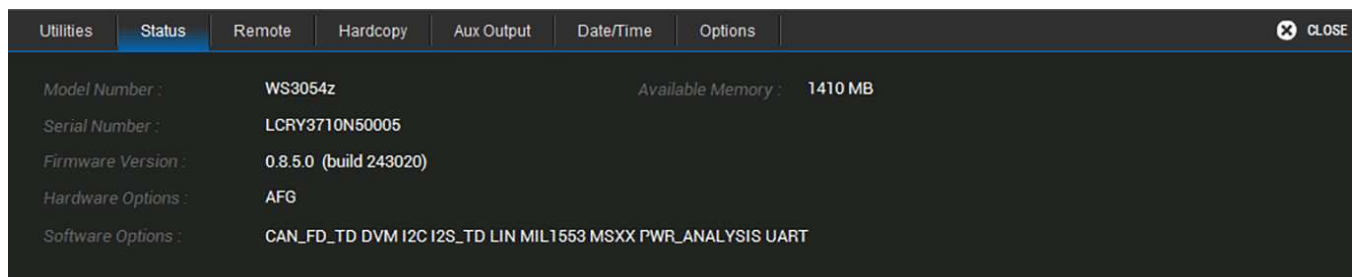 Utilities Status Remote Hardcopy Aux Output Date/Time Options CLOSE
Model Number : WS3054z Available Memory : 1410 MB
Serial Number : LCRY3710N50005
Firmware Version : 0.8.5.0 (build 243020)
Hardware Options : AFG
Software Options : CAN_FD_TD DVM I2C I2S_TD LIN MIL1553 MSXX PWR_ANALYSIS UART